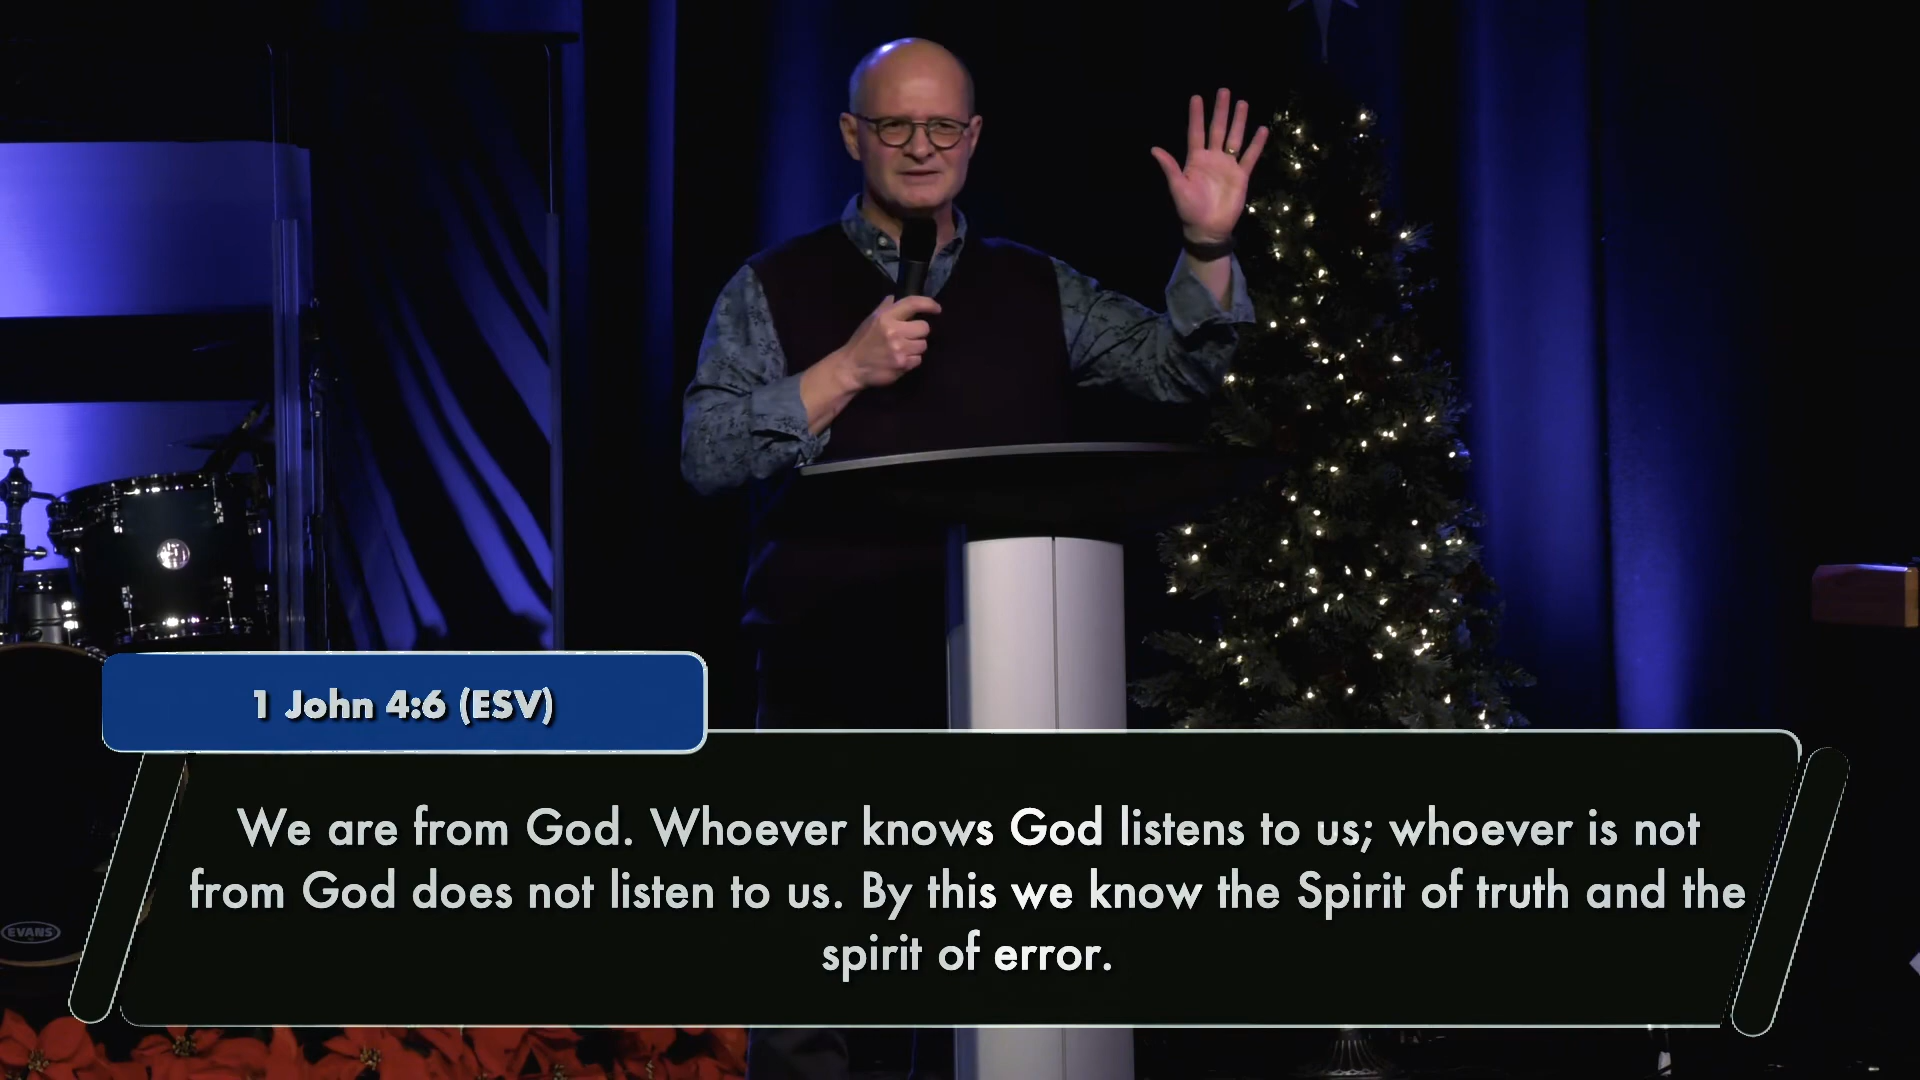 1 John 4:6 (ESV)
We are from God. Whoever knows God listens to us; whoever is not
from God does not listen to us. By this we know the Spirit of truth and the
spirit of error.
EVANS